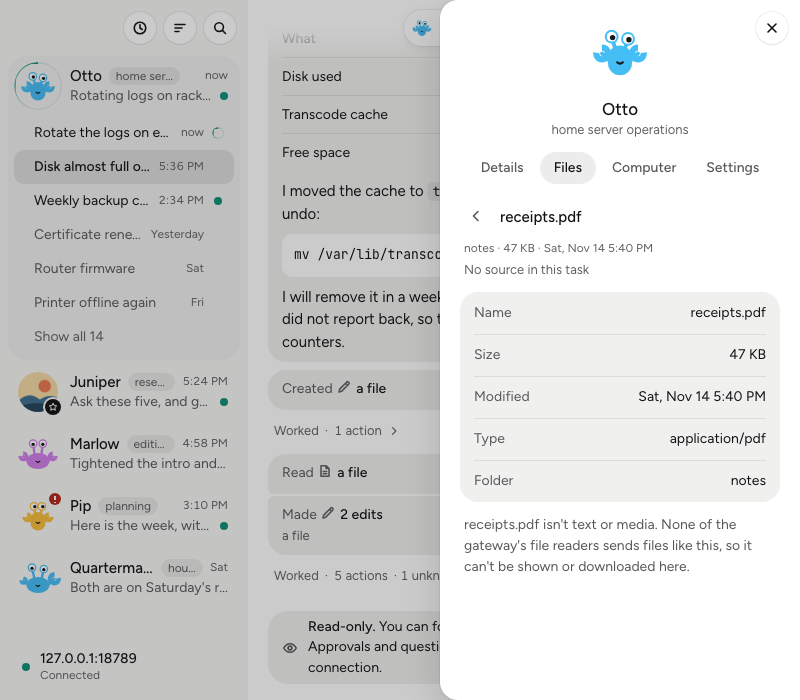 Otto home ser... now
Rotating logs on rack...
Rotate the logs on e... now
Disk almost full o... 5:36 PM
Weekly backup c... 2:34 PM
Certificate rene... Yesterday
Router firmware Sat
Printer offline again Fri
Show all 14
Juniper rese... 5:24 PM
Ask these five, and g...
Marlow editi... 4:58 PM
Tightened the intro and...
Pip planning 3:10 PM
Here is the week, wit...
Quarterma... hou... Sat
Both are on Saturday's r...
127.0.0.1:18789
Connected
What
Disk used
Transcode cache
Free space
I moved the cache to
undo:
mv /var/lib/transco
I will remove it in a week
did not report back, so t
counters.
Created a file
Worked · 1 action
Read a file
Made 2 edits
a file
Worked · 5 actions · 1 unkn
Read-only. You can fo
Approvals and questi
connection.
Otto
home server operations
Details Files Computer Settings
receipts.pdf
notes · 47 KB · Sat, Nov 14 5:40 PM
No source in this task
Name receipts.pdf
Size 47 KB
Modified Sat, Nov 14 5:40 PM
Type application/pdf
Folder notes
receipts.pdf isn't text or media. None of the
gateway's file readers sends files like this, so it
can't be shown or downloaded here.